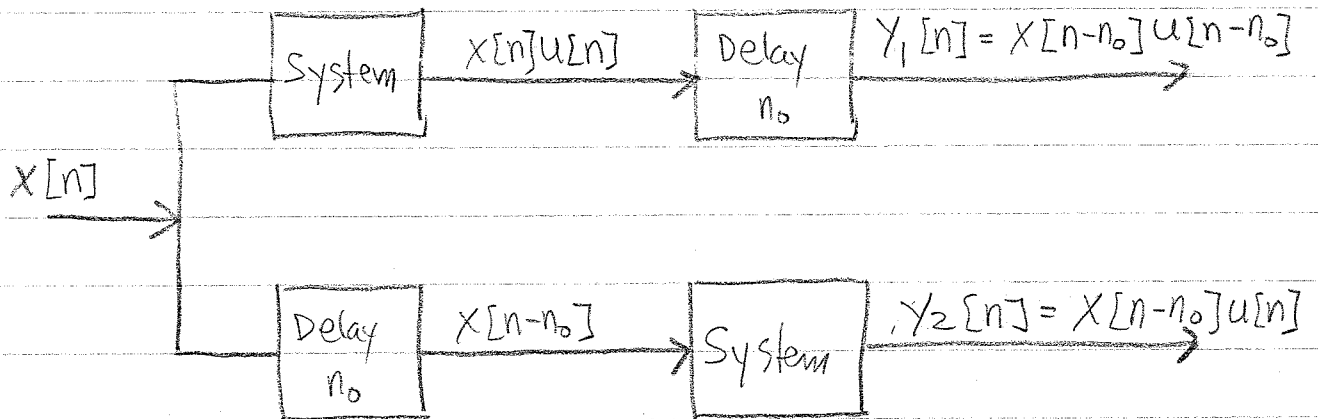 System
X[n]u[n]
Delay
n₀
Y₁[n] = X[n-n₀]u[n-n₀]
X[n]
Delay
n₀
X[n-n₀]
System
Y₂[n] = X[n-n₀]u[n]